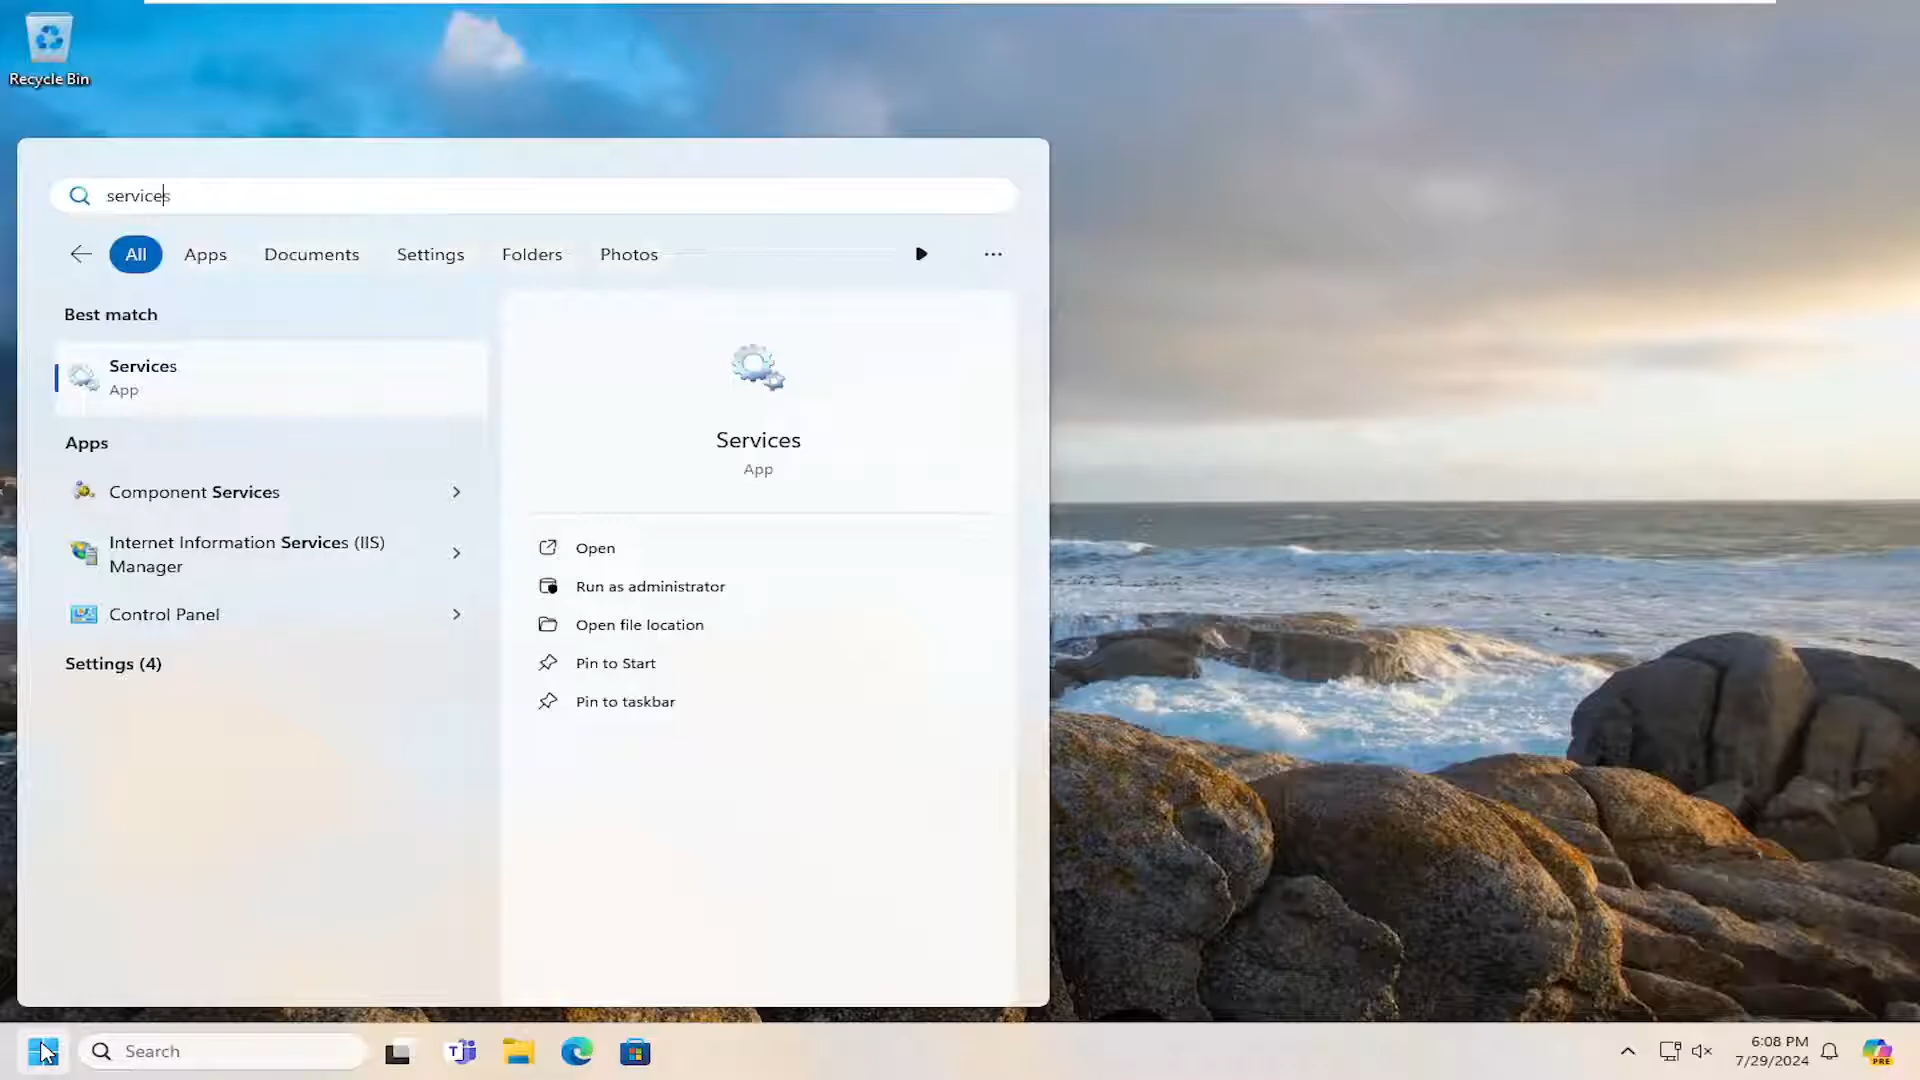 Recycle Bin
services
All Apps Documents Settings Folders Photos
Best match
Services
App
Apps
Component Services
Internet Information Services (IIS)
Manager
Control Panel
Settings (4)
Services
App
Open
Run as administrator
Open file location
Pin to Start
Pin to taskbar
Search
6:08 PM
7/29/2024
PRE